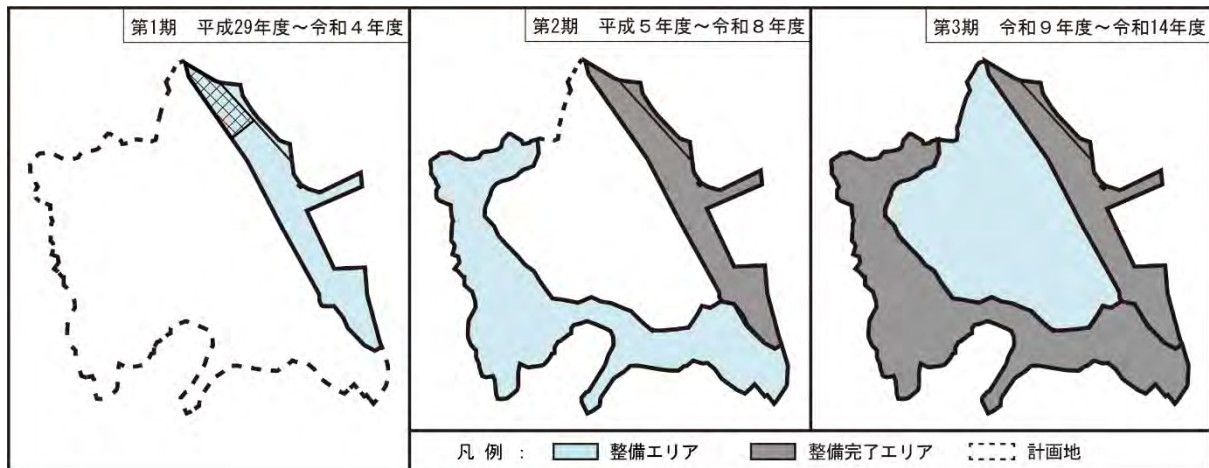 第1期　平成29年度～令和４年度
第2期　平成５年度～令和８年度
第3期　令和９年度～令和14年度
凡 例 ： 整備エリア 整備完了エリア 計画地